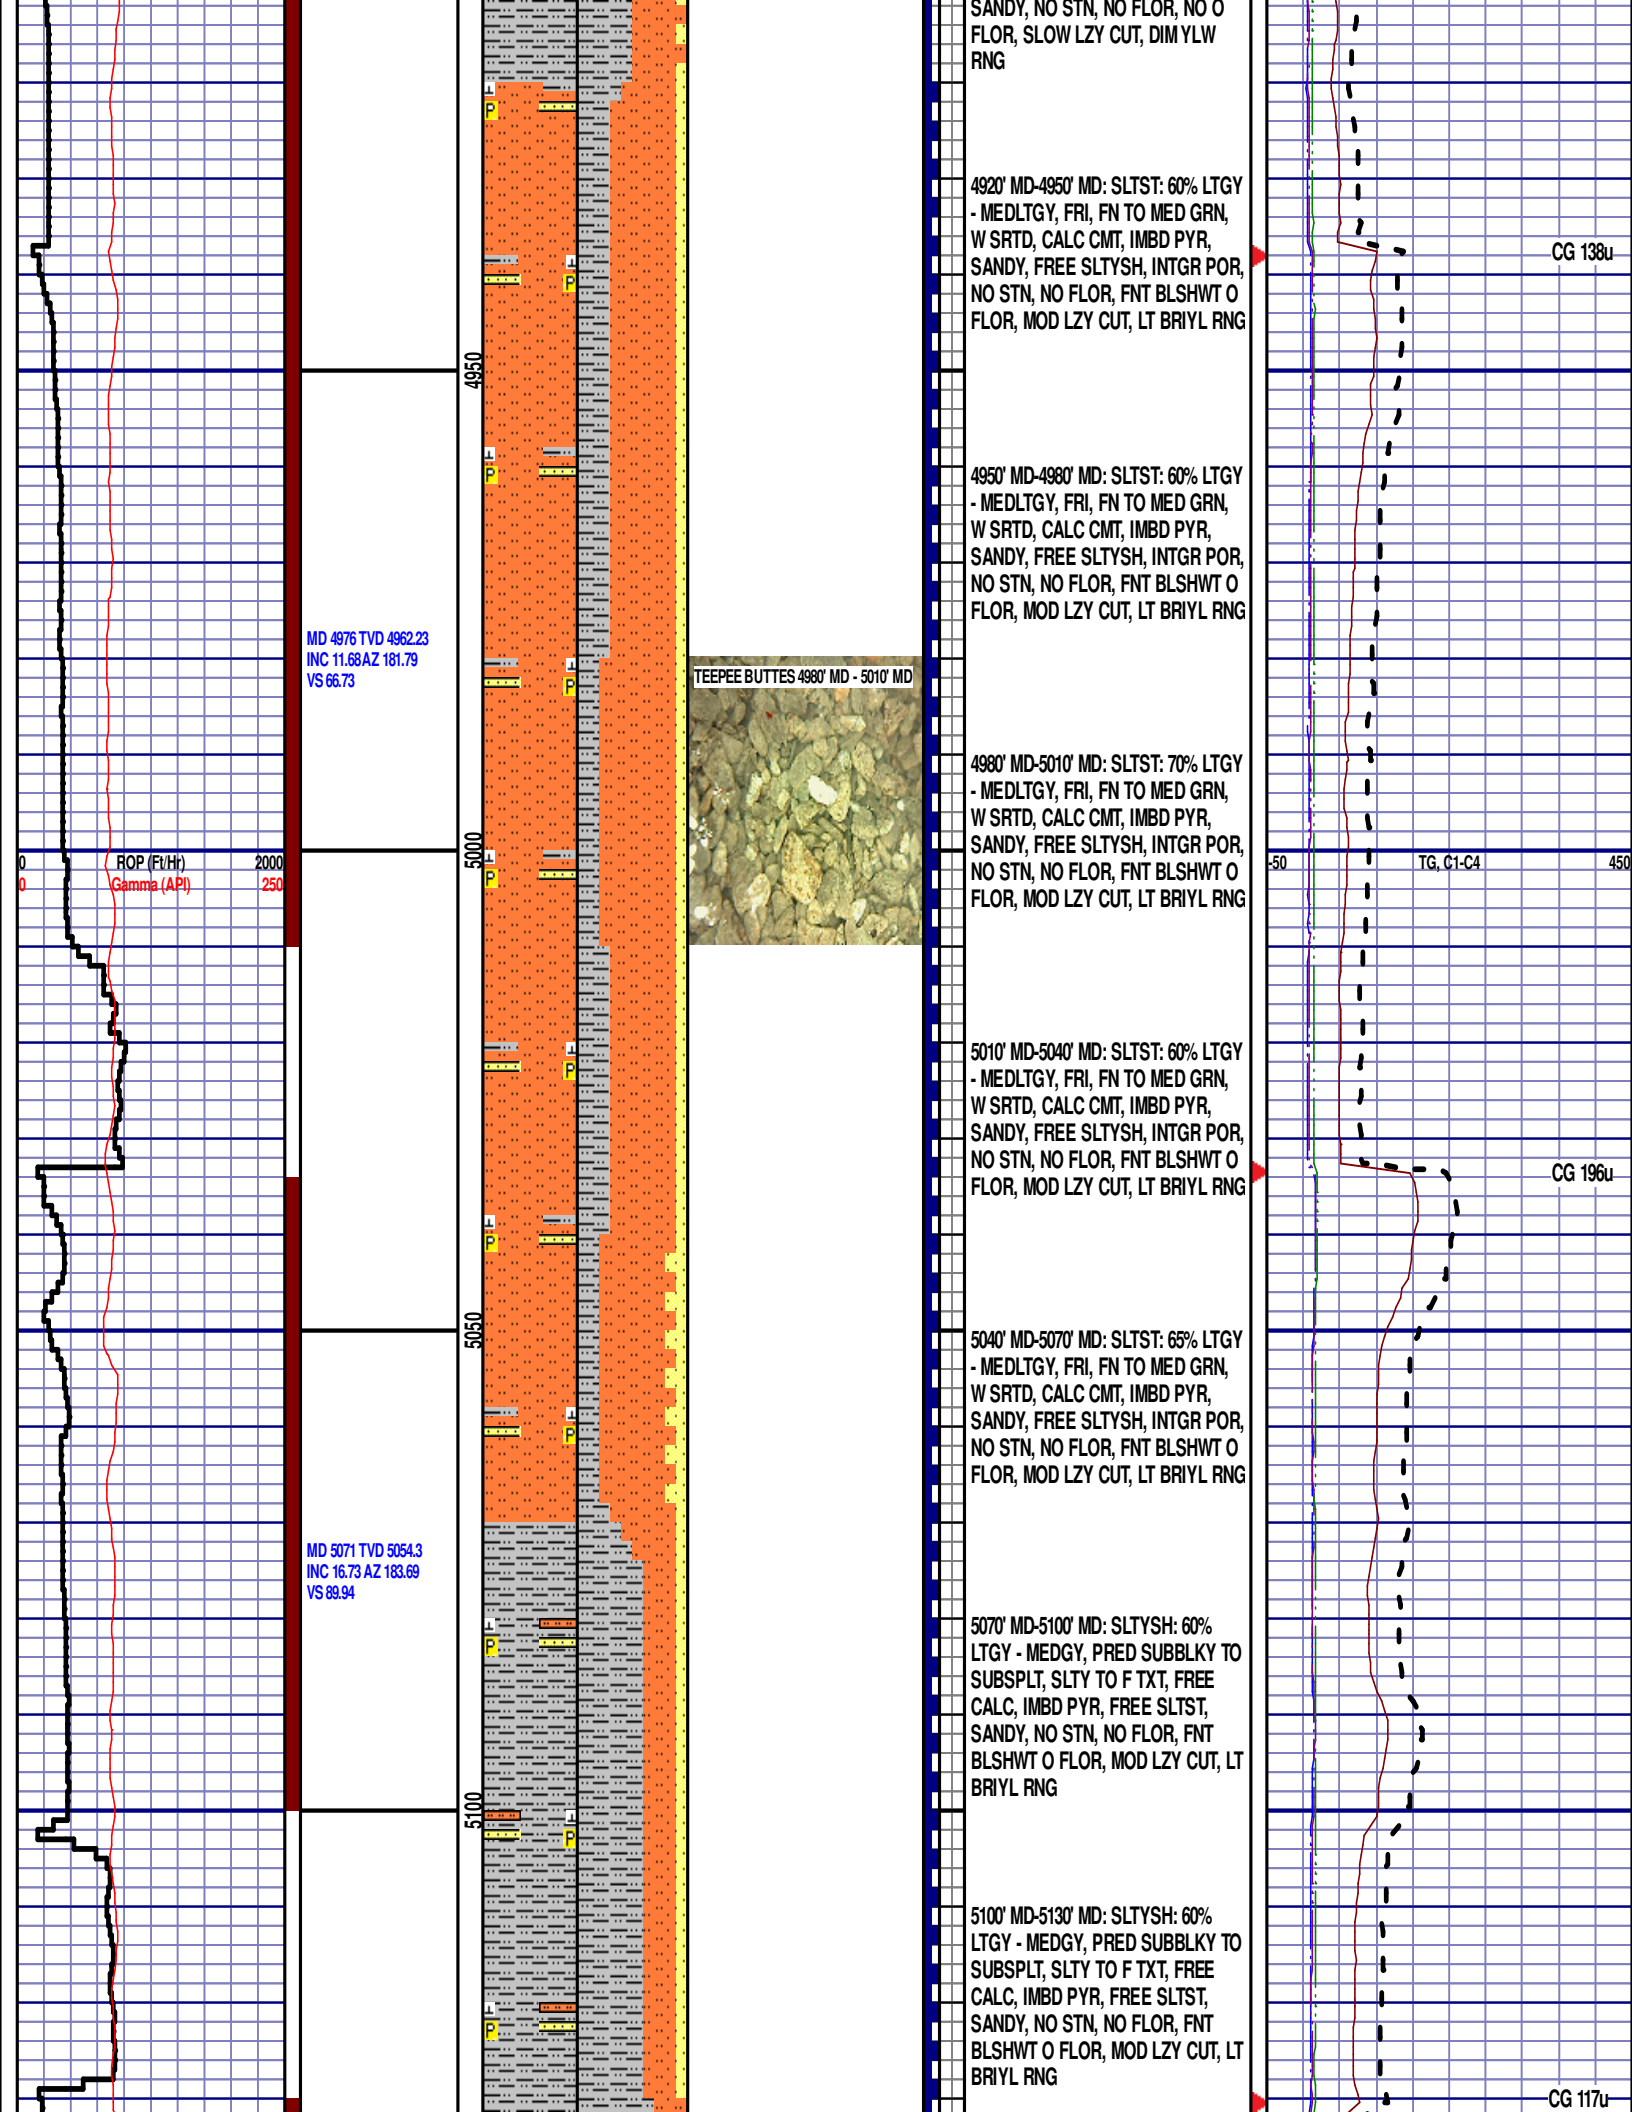 SANDY, NO STN, NO FLOR, NO O
FLOR, SLOW LZY CUT, DIM YLW
RNG
P
4920' MD-4950' MD: SLTST: 60% LTGY
- MEDLTGY, FRI, FN TO MED GRN,
W SRTD, CALC CMT, IMBD PYR,
SANDY, FREE SLTYSH, INTGR POR,
NO STN, NO FLOR, FNT BLSHWT O
FLOR, MOD LZY CUT, LT BRIYL RNG
CG 138u
P
4950
P
4950' MD-4980' MD: SLTST: 60% LTGY
- MEDLTGY, FRI, FN TO MED GRN,
W SRTD, CALC CMT, IMBD PYR,
SANDY, FREE SLTYSH, INTGR POR,
NO STN, NO FLOR, FNT BLSHWT O
FLOR, MOD LZY CUT, LT BRIYL RNG
MD 4976 TVD 4962.23
INC 11.68 AZ 181.79
VS 66.73
P
TEEPEE BUTTES 4980' MD - 5010' MD
4980' MD-5010' MD: SLTST: 70% LTGY
- MEDLTGY, FRI, FN TO MED GRN,
W SRTD, CALC CMT, IMBD PYR,
SANDY, FREE SLTYSH, INTGR POR,
NO STN, NO FLOR, FNT BLSHWT O
FLOR, MOD LZY CUT, LT BRIYL RNG
5000
0 ROP (Ft/Hr) 2000
0 Gamma (API) 250
P
-50 TG, C1-C4 450
5010' MD-5040' MD: SLTST: 60% LTGY
- MEDLTGY, FRI, FN TO MED GRN,
W SRTD, CALC CMT, IMBD PYR,
SANDY, FREE SLTYSH, INTGR POR,
NO STN, NO FLOR, FNT BLSHWT O
FLOR, MOD LZY CUT, LT BRIYL RNG
P
CG 196u
P
5050
5040' MD-5070' MD: SLTST: 65% LTGY
- MEDLTGY, FRI, FN TO MED GRN,
W SRTD, CALC CMT, IMBD PYR,
SANDY, FREE SLTYSH, INTGR POR,
NO STN, NO FLOR, FNT BLSHWT O
FLOR, MOD LZY CUT, LT BRIYL RNG
P
MD 5071 TVD 5054.3
INC 16.73 AZ 183.69
VS 89.94
P
5070' MD-5100' MD: SLTYSH: 60%
LTGY - MEDGY, PRED SUBBLKY TO
SUBSPLT, SLTY TO F TXT, FREE
CALC, IMBD PYR, FREE SLTST,
SANDY, NO STN, NO FLOR, FNT
BLSHWT O FLOR, MOD LZY CUT, LT
BRIYL RNG
5100
P
5100' MD-5130' MD: SLTYSH: 60%
LTGY - MEDGY, PRED SUBBLKY TO
SUBSPLT, SLTY TO F TXT, FREE
CALC, IMBD PYR, FREE SLTST,
SANDY, NO STN, NO FLOR, FNT
BLSHWT O FLOR, MOD LZY CUT, LT
BRIYL RNG
P
CG 117u